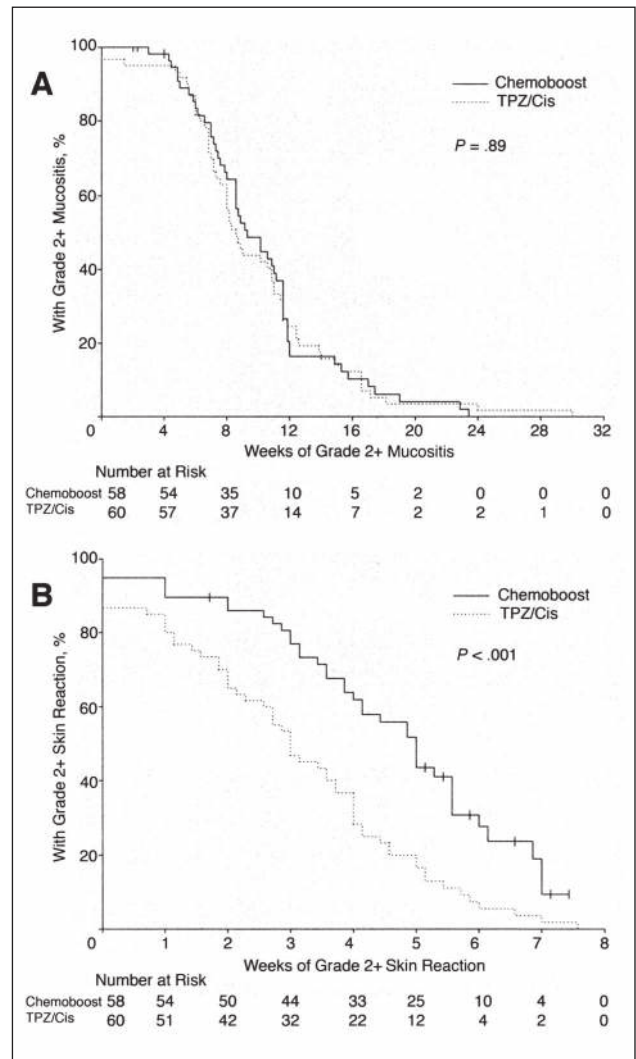 A
With Grade 2+ Mucositis, %
100
80
60
40
20
Chemoboost
TPZ/Cis
P = .89
0 4 8 12 16 20 24 28 32
Weeks of Grade 2+ Mucositis
Number at Risk
Chemoboost 58 54 35 10 5 2 0 0 0
TPZ/Cis 60 57 37 14 7 2 2 1 0
B
With Grade 2+ Skin Reaction, %
100
80
60
40
20
Chemoboost
TPZ/Cis
P < .001
0 1 2 3 4 5 6 7 8
Weeks of Grade 2+ Skin Reaction
Number at Risk
Chemoboost 58 54 50 44 33 25 10 4 0
TPZ/Cis 60 51 42 32 22 12 4 2 0